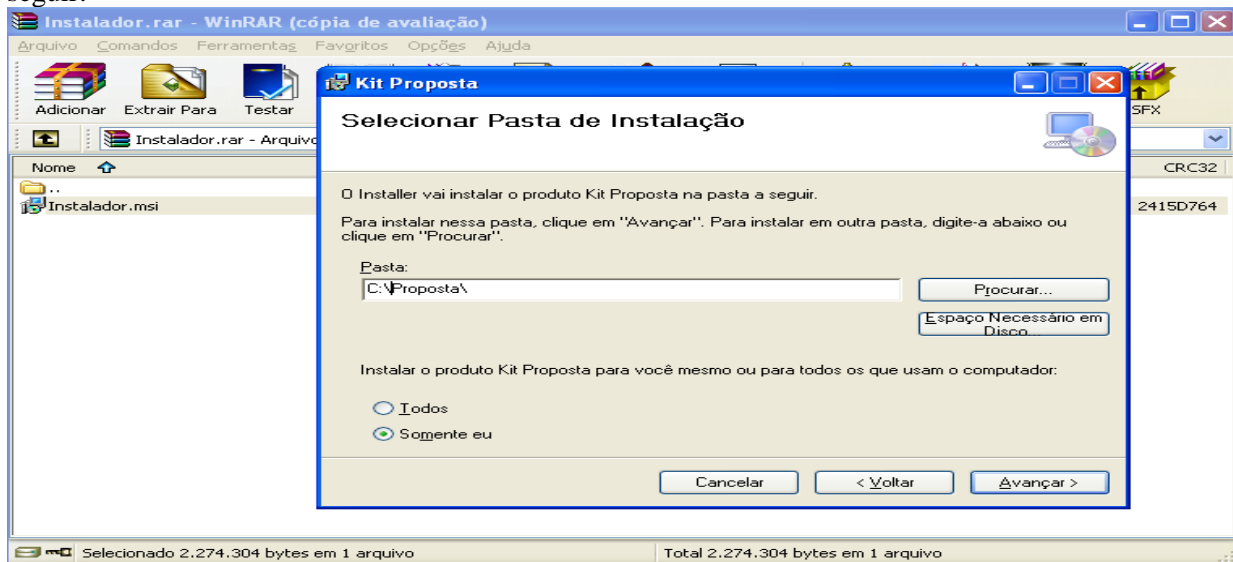 seguir:
Instalador.rar - WinRAR (cópia de avaliação)
Arquivo Comandos Ferramentas Favoritos Opções Ajuda
Adicionar Extrair Para Testar SFX
Instalador.rar - Arquivo
Nome CRC32
..
Instalador.msi 2415D764
Kit Proposta
Selecionar Pasta de Instalação
O Installer vai instalar o produto Kit Proposta na pasta a seguir.
Para instalar nessa pasta, clique em "Avançar". Para instalar em outra pasta, digite-a abaixo ou
clique em "Procurar".
Pasta:
C:\Proposta\
Procurar...
Espaço Necessário em
Disco...
Instalar o produto Kit Proposta para você mesmo ou para todos os que usam o computador:
Todos
Somente eu
Cancelar < Voltar Avançar >
Selecionado 2.274.304 bytes em 1 arquivo Total 2.274.304 bytes em 1 arquivo